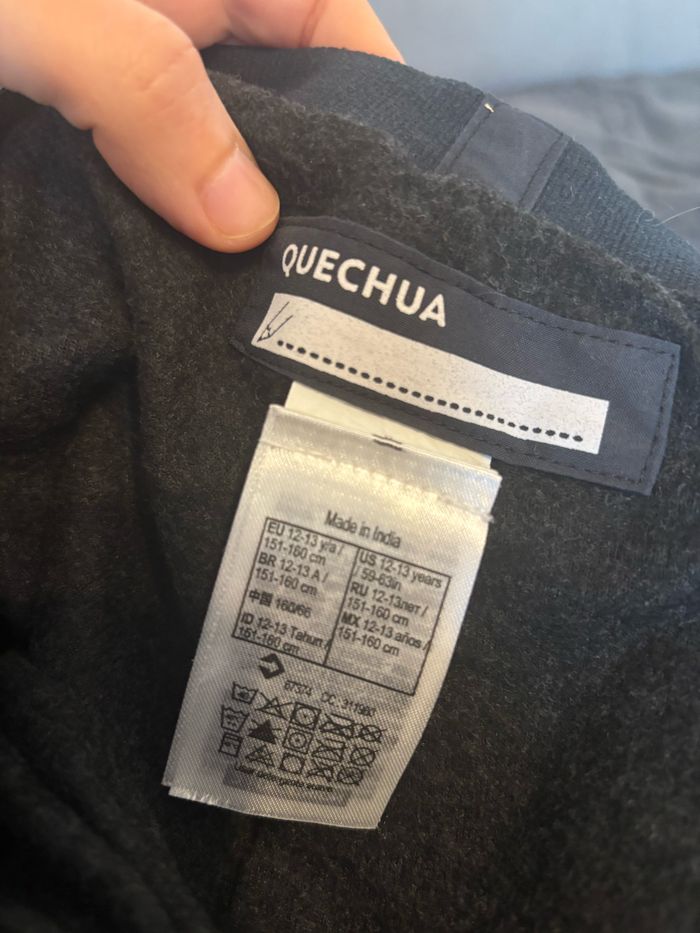 QUECHUA
Made in India
EU 12-13 y/a /
151-160 cm
BR 12-13 A /
151-160 cm
中国 160/66
ID 12-13 Tahun /
151-160 cm
US 12-13 years
/ 59-63in
RU 12-13лет /
151-160 cm
MX 12-13 años /
151-160 cm
87374 CC.